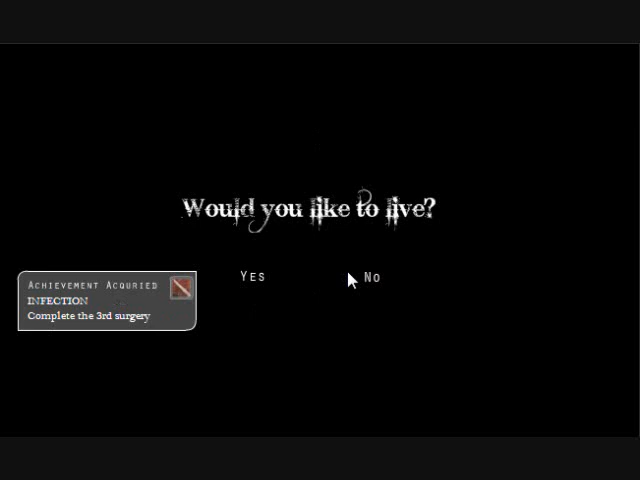 Would you like to live?
Yes
No
Achievement Acquried
INFECTION
Complete the 3rd surgery